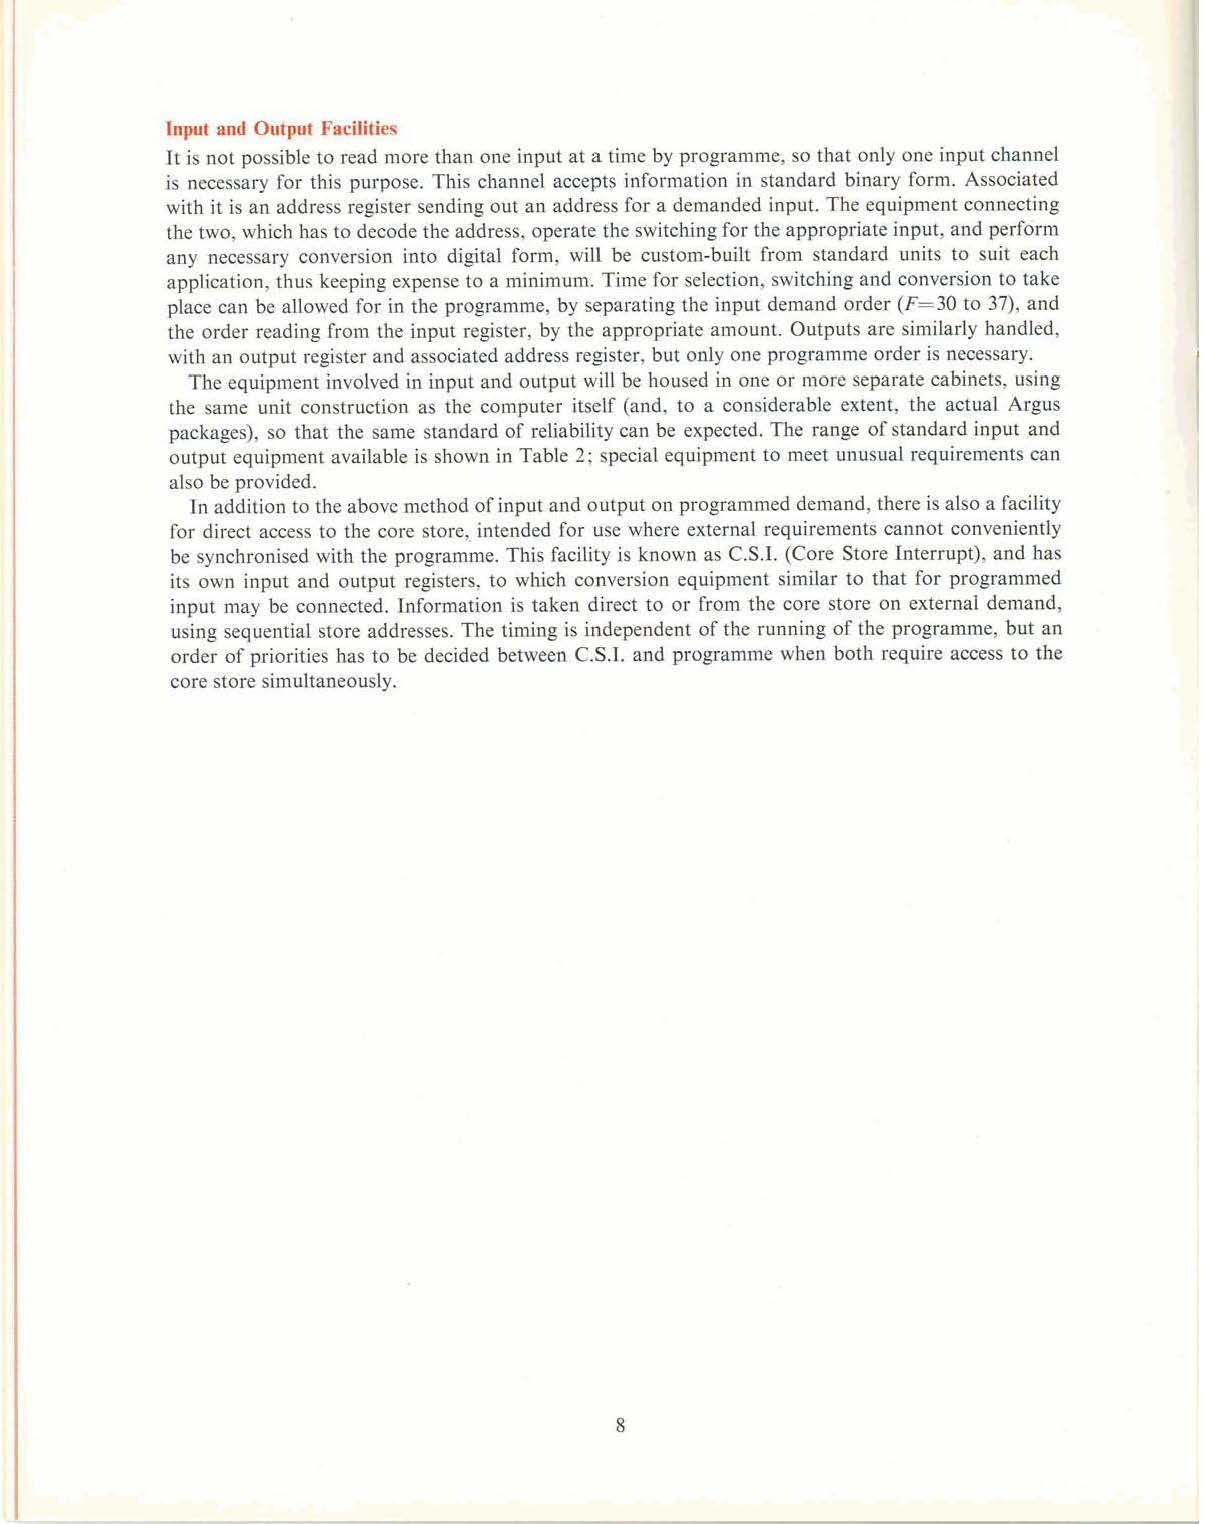 Input and Output Facilities
It is not possible to read more than one input at a time by programme, so that only one input channel
is necessary for this purpose. This channel accepts information in standard binary form. Associated
with it is an address register sending out an address for a demanded input. The equipment connecting
the two, which has to decode the address, operate the switching for the appropriate input, and perform
any necessary conversion into digital form, will be custom-built from standard units to suit each
application, thus keeping expense to a minimum. Time for selection, switching and conversion to take
place can be allowed for in the programme, by separating the input demand order (F=30 to 37), and
the order reading from the input register, by the appropriate amount. Outputs are similarly handled,
with an output register and associated address register, but only one programme order is necessary.
The equipment involved in input and output will be housed in one or more separate cabinets, using
the same unit construction as the computer itself (and, to a considerable extent, the actual Argus
packages), so that the same standard of reliability can be expected. The range of standard input and
output equipment available is shown in Table 2; special equipment to meet unusual requirements can
also be provided.
In addition to the above method of input and output on programmed demand, there is also a facility
for direct access to the core store, intended for use where external requirements cannot conveniently
be synchronised with the programme. This facility is known as C.S.I. (Core Store Interrupt), and has
its own input and output registers, to which conversion equipment similar to that for programmed
input may be connected. Information is taken direct to or from the core store on external demand,
using sequential store addresses. The timing is independent of the running of the programme, but an
order of priorities has to be decided between C.S.I. and programme when both require access to the
core store simultaneously.
8